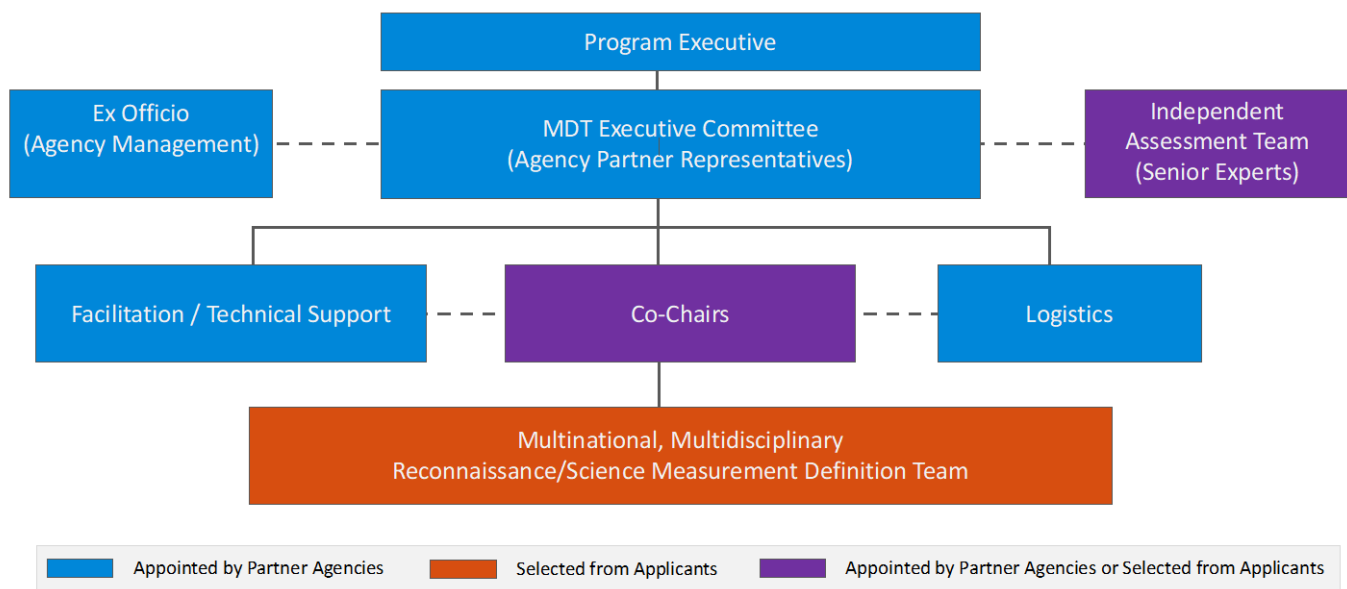 Program Executive
Ex Officio
(Agency Management)
MDT Executive Committee
(Agency Partner Representatives)
Independent
Assessment Team
(Senior Experts)
Facilitation / Technical Support
Co-Chairs
Logistics
Multinational, Multidisciplinary
Reconnaissance/Science Measurement Definition Team
Appointed by Partner Agencies
Selected from Applicants
Appointed by Partner Agencies or Selected from Applicants